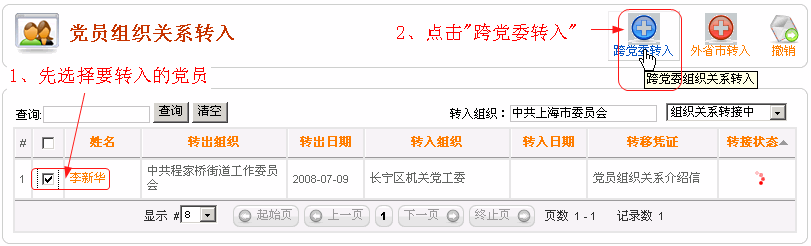 党员组织关系转入
2、点击"跨党委转入"
跨党委转入 外省市转入 撤销
跨党委组织关系转入
1、先选择要转入的党员
查询: 查询 清空 转入组织：中共上海市委员会 组织关系转接中
# 姓名 转出组织 转出日期 转入组织 转入日期 转移凭证 转接状态
1 李新华 中共程家桥街道工作委员 2008-07-09 长宁区机关党工委 党员组织关系介绍信
会
显示 #8 起始页 上一页 1 下一页 终止页 页数 1 - 1 记录数 1